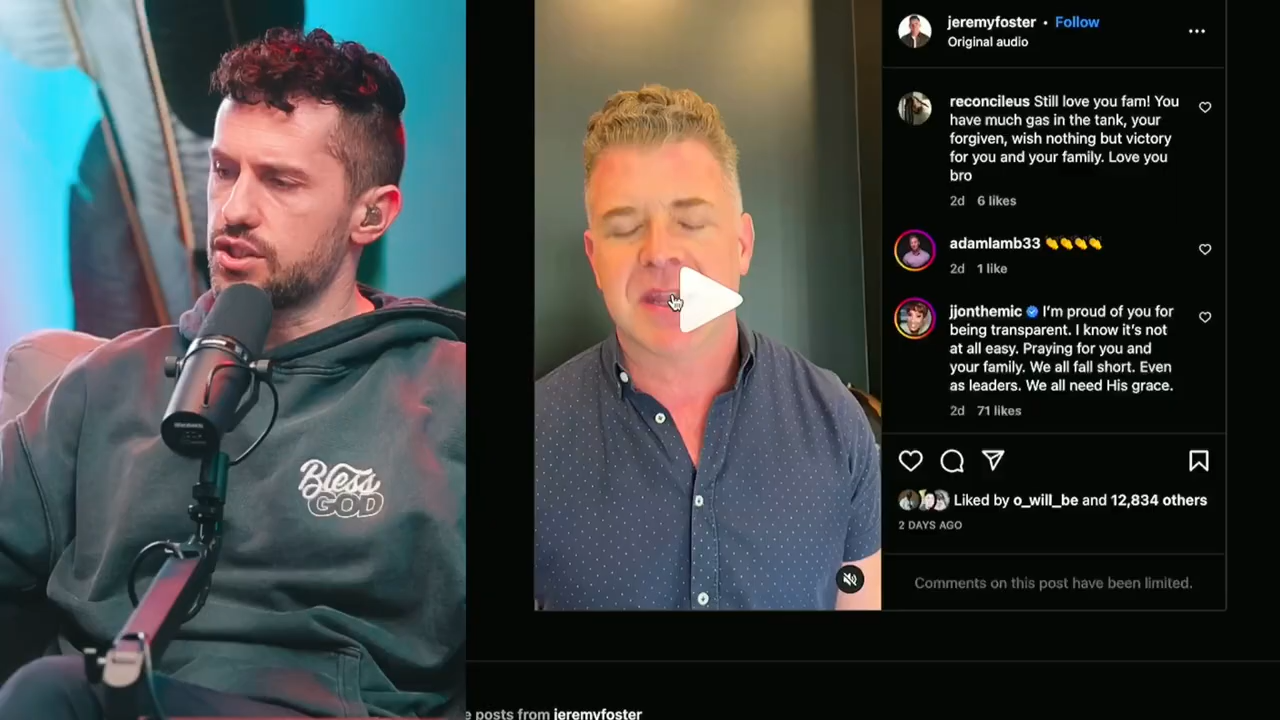 Bless
GOD
jeremyfoster • Follow
Original audio
reconcileus Still love you fam! You
have much gas in the tank, your
forgiven, wish nothing but victory
for you and your family. Love you
bro
2d 6 likes
adamlamb33 👏👏👏👏
2d 1 like
jjonthemic I'm proud of you for
being transparent. I know it's not
at all easy. Praying for you and
your family. We all fall short. Even
as leaders. We all need His grace.
2d 71 likes
Liked by o_will_be and 12,834 others
2 DAYS AGO
Comments on this post have been limited.
e posts from jeremyfoster